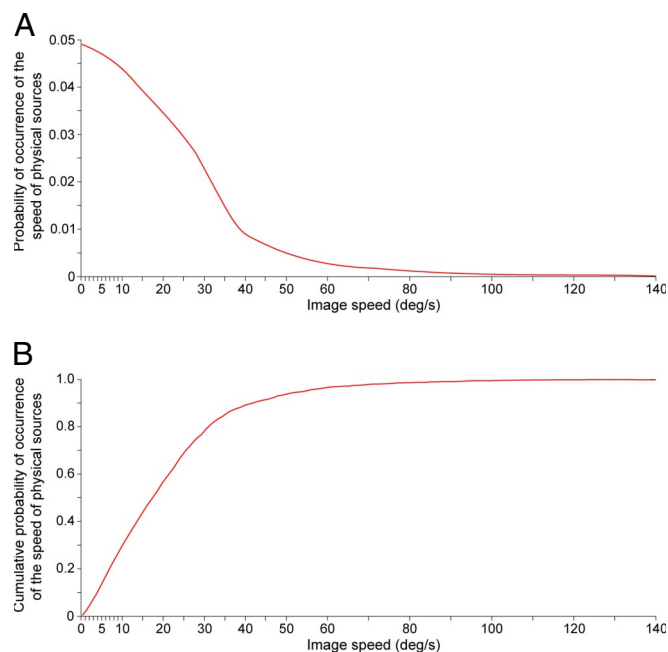 A
Probability of occurrence of the
speed of physical sources
0.05
0.04
0.03
0.02
0.01
0
0 5 10 20 30 40 50 60 80 100 120 140
Image speed (deg/s)
B
Cumulative probability of occurrence
of the speed of physical sources
1.0
0.8
0.6
0.4
0.2
0
0 5 10 20 30 40 50 60 80 100 120 140
Image speed (deg/s)